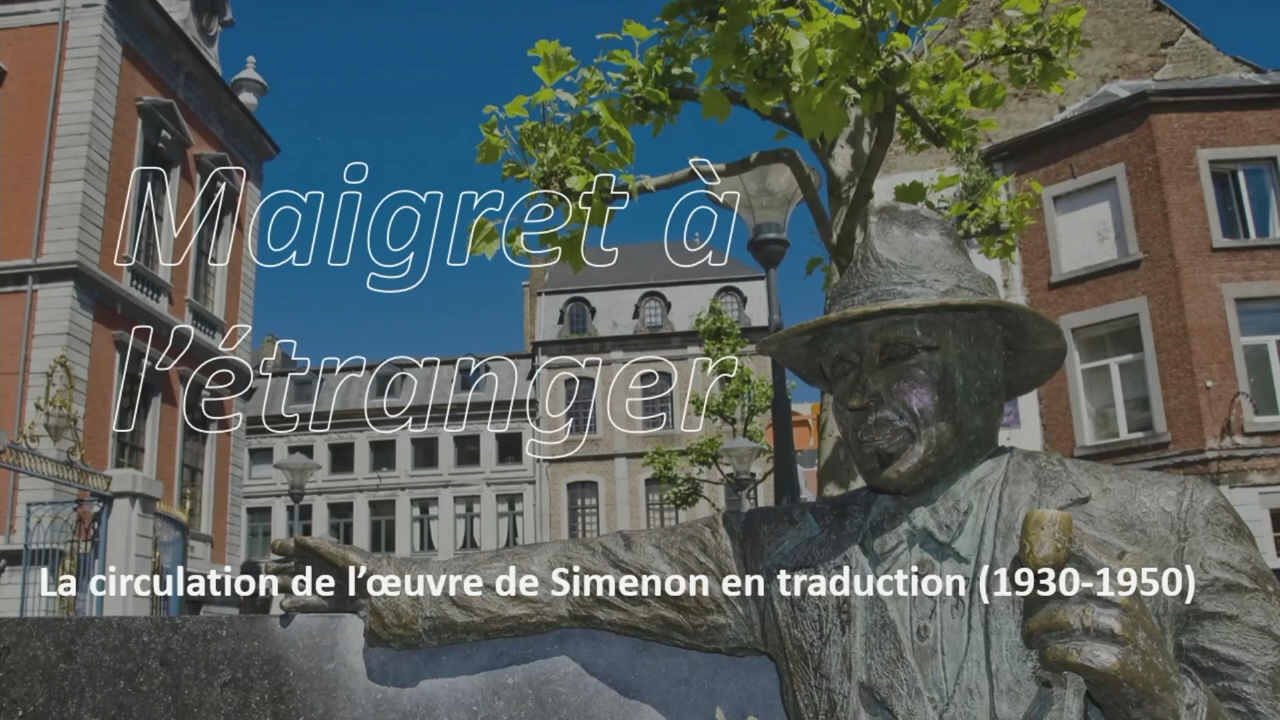 Maigret à
l’étranger
La circulation de l’œuvre de Simenon en traduction (1930-1950)